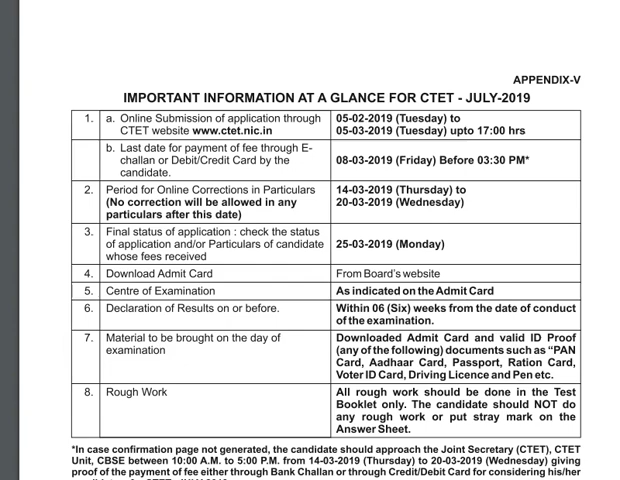 APPENDIX-V
IMPORTANT INFORMATION AT A GLANCE FOR CTET - JULY-2019
1. a. Online Submission of application through
CTET website www.ctet.nic.in
05-02-2019 (Tuesday) to
05-03-2019 (Tuesday) upto 17:00 hrs
b. Last date for payment of fee through E-
challan or Debit/Credit Card by the
candidate.
08-03-2019 (Friday) Before 03:30 PM*
2. Period for Online Corrections in Particulars
(No correction will be allowed in any
particulars after this date)
14-03-2019 (Thursday) to
20-03-2019 (Wednesday)
3. Final status of application : check the status
of application and/or Particulars of candidate
whose fees received
25-03-2019 (Monday)
4. Download Admit Card
From Board's website
5. Centre of Examination
As indicated on the Admit Card
6. Declaration of Results on or before.
Within 06 (Six) weeks from the date of conduct
of the examination.
7. Material to be brought on the day of
examination
Downloaded Admit Card and valid ID Proof
(any of the following) documents such as "PAN
Card, Aadhaar Card, Passport, Ration Card,
Voter ID Card, Driving Licence and Pen etc.
8. Rough Work
All rough work should be done in the Test
Booklet only. The candidate should NOT do
any rough work or put stray mark on the
Answer Sheet.
*In case confirmation page not generated, the candidate should approach the Joint Secretary (CTET), CTET
Unit, CBSE between 10:00 A.M. to 5:00 P.M. from 14-03-2019 (Thursday) to 20-03-2019 (Wednesday) giving
proof of the payment of fee either through Bank Challan or through Credit/Debit Card for considering his/her